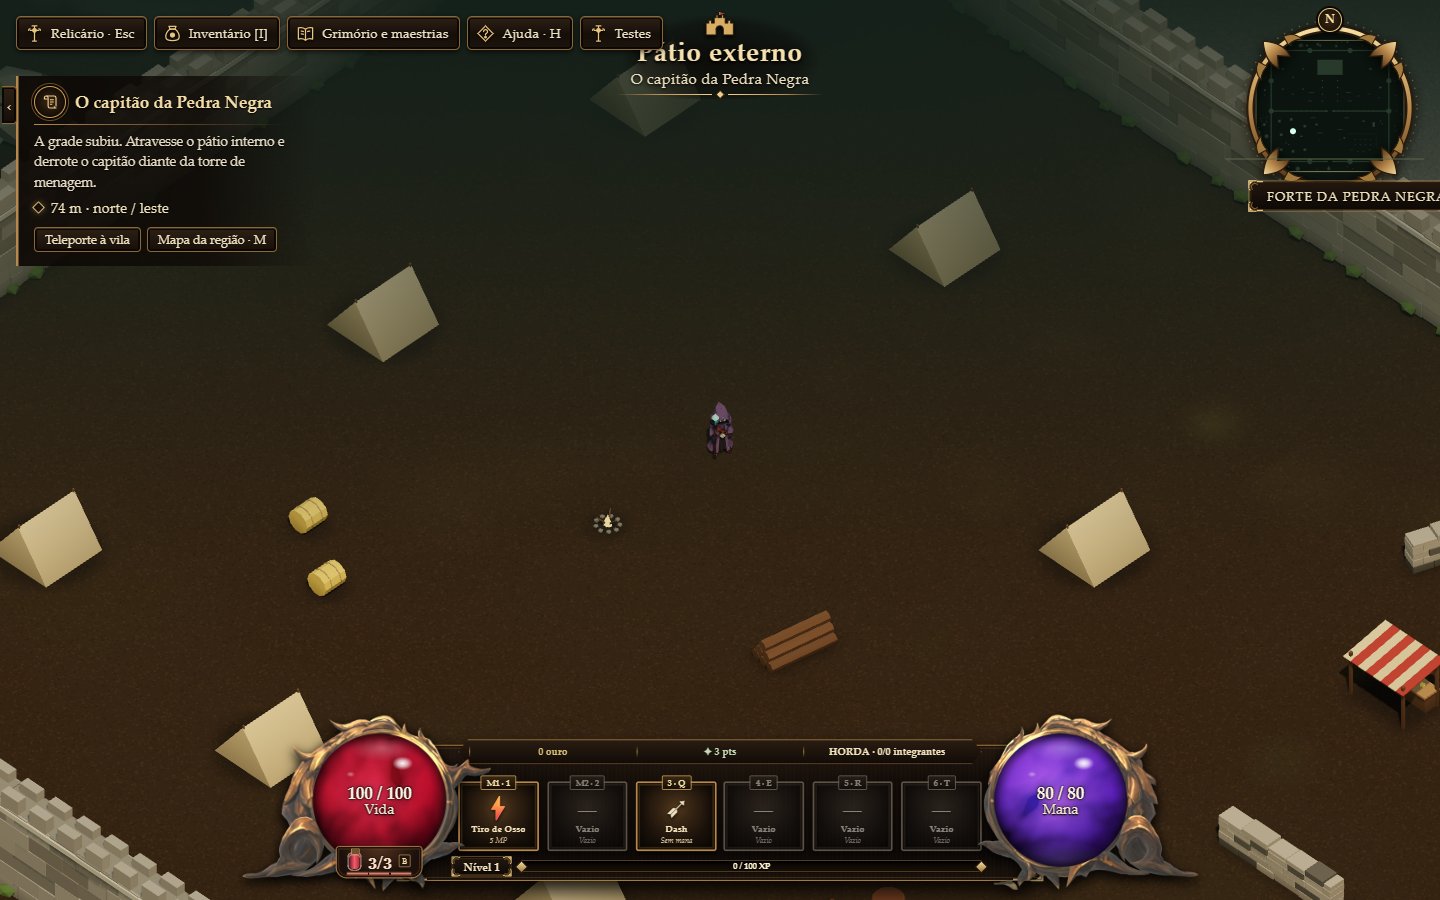 Relicário · Esc
Inventário [I]
Grimório e maestrias
Ajuda · H
Testes
Pátio externo
O capitão da Pedra Negra
N
‹
O capitão da Pedra Negra
A grade subiu. Atravesse o pátio interno e
derrote o capitão diante da torre de
menagem.
74 m · norte / leste
Teleporte à vila
Mapa da região · M
FORTE DA PEDRA NEGRA
0 ouro
3 pts
HORDA · 0/0 integrantes
100 / 100
Vida
3/3
B
M1 · 1
Tiro de Osso
5 MP
M2 · 2
Vazio
Vazio
3 · Q
Dash
Sem mana
4 · E
Vazio
Vazio
5 · R
Vazio
Vazio
6 · T
Vazio
Vazio
80 / 80
Mana
Nível 1
0 / 100 XP